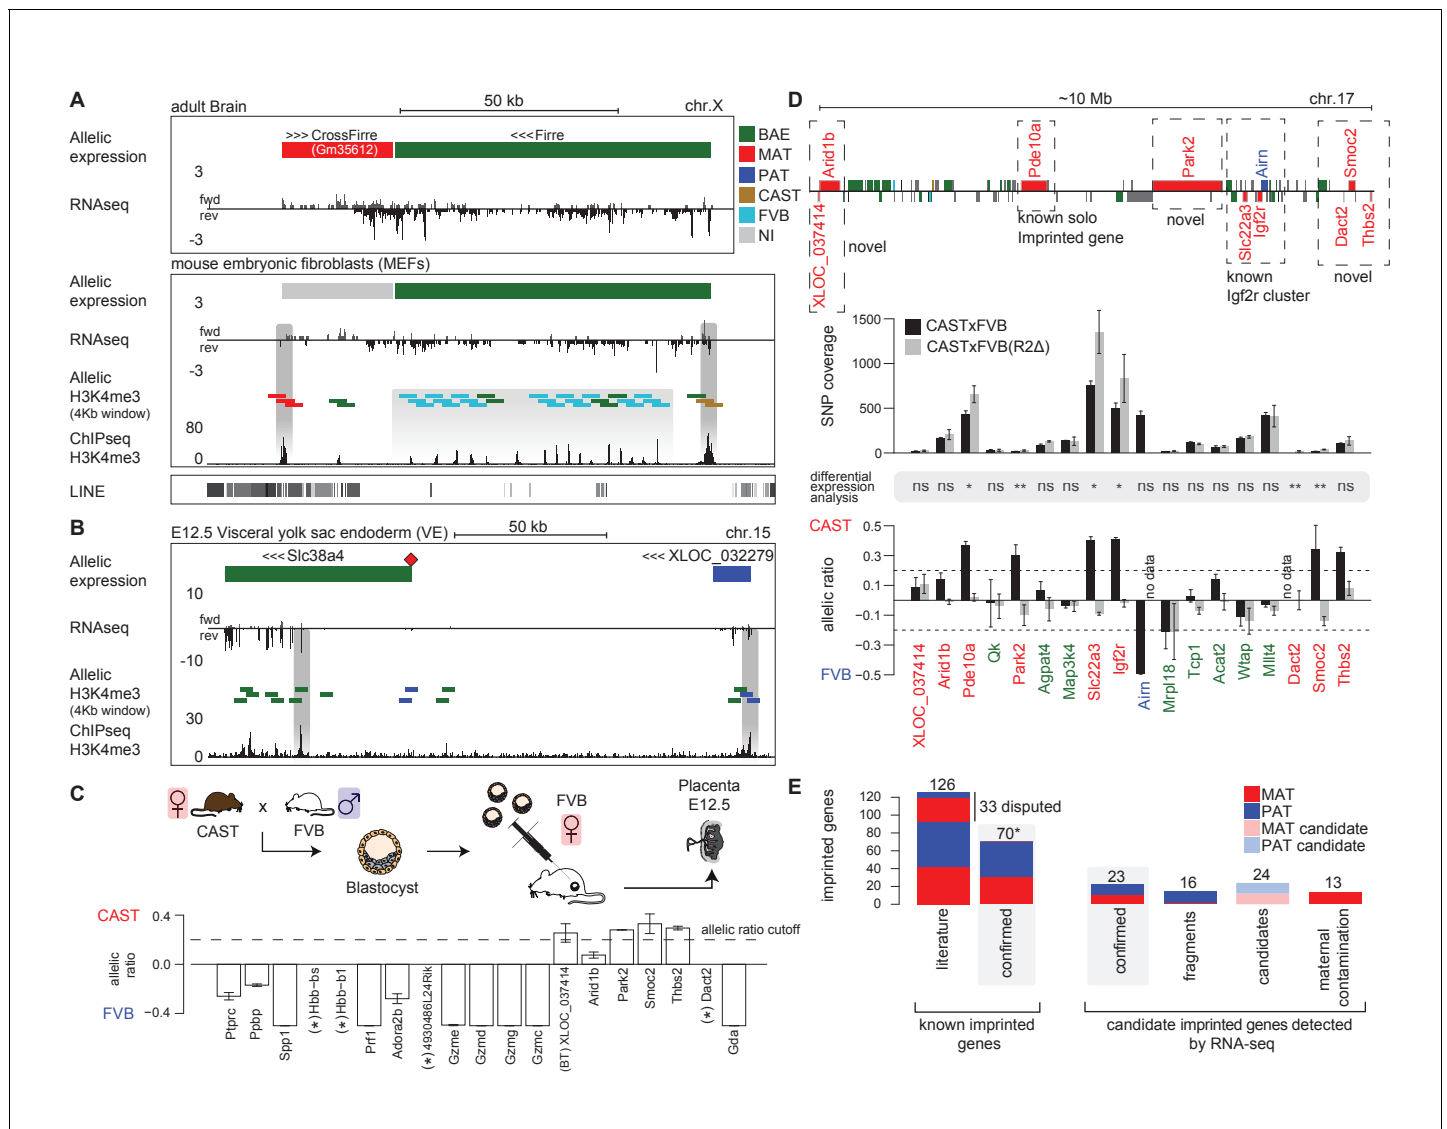 A
adult Brain
50 kb
chr.X
Allelic
expression
>>> CrossFirre
(Gm35612)
<<<Firre
3
RNAseq
fwd
rev
-3
BAE
MAT
PAT
CAST
FVB
NI
mouse embryonic fibroblasts (MEFs)
Allelic
expression
3
RNAseq
fwd
rev
-3
Allelic
H3K4me3
(4Kb window)
ChIPseq
H3K4me3
80
0
LINE
B
E12.5 Visceral yolk sac endoderm (VE)
50 kb
chr.15
Allelic
expression
<<<Slc38a4
<<< XLOC_032279
10
RNAseq
fwd
rev
-10
Allelic
H3K4me3
(4Kb window)
ChIPseq
H3K4me3
30
0
C
♀
CAST
x
FVB
♂
Blastocyst
FVB
♀
Placenta
E12.5
CAST
allelic
ratio
FVB
0.4
0.0
−0.4
allelic ratio cutoff
Ptprc
Ppbp
Spp1
(*)Hbb−bs
(*)Hbb−b1
Prf1
Adora2b
(*)4930486L24Rik
Gzme
Gzmd
Gzmg
Gzmc
(BT) XLOC_037414
Arid1b
Park2
Smoc2
Thbs2
(*) Dact2
Gda
D
~10 Mb
chr.17
Arid1b
XLOC_037414
novel
Pde10a
known solo
Imprinted gene
Park2
novel
Airn
Slc22a3
Igf2r
known
Igf2r cluster
Smoc2
Dact2
Thbs2
novel
SNP coverage
1500
1000
500
0
CASTxFVB
CASTxFVB(R2Δ)
differential
expression
analysis
ns ns * ns ** ns ns * * ns ns ns ns ns ns ** ** ns
CAST
allelic ratio
FVB
0.5
0.3
0.1
−0.1
−0.3
−0.5
no data
no data
XLOC_037414
Arid1b
Pde10a
Qk
Park2
Agpat4
Map3k4
Slc22a3
Igf2r
Airn
Mrpl18
Tcp1
Acat2
Wtap
Mllt4
Dact2
Smoc2
Thbs2
E
imprinted genes
120
100
80
60
40
20
0
126
33 disputed
70*
23
16
24
13
MAT
PAT
MAT candidate
PAT candidate
literature
confirmed
confirmed
fragments
candidates
maternal
contamination
known imprinted
genes
candidate imprinted genes detected
by RNA-seq